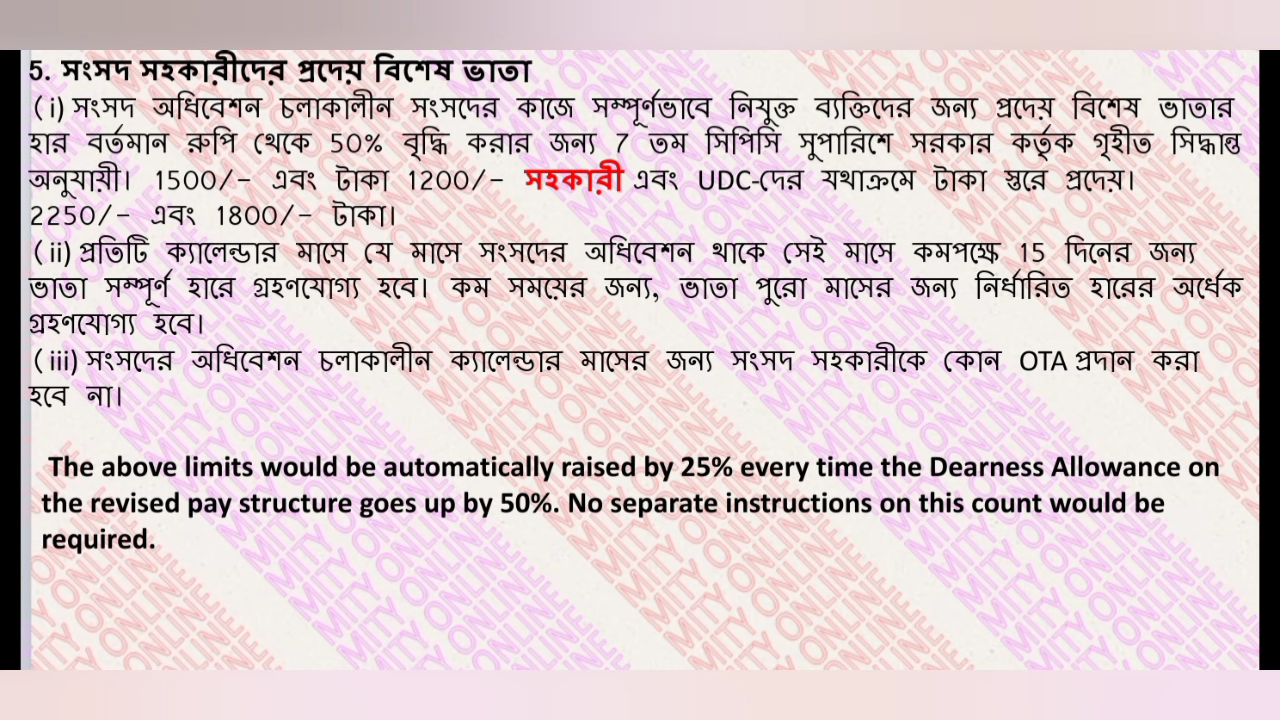 5. সংসদ সহকারীদের প্রদেয় বিশেষ ভাতা
(i) সংসদ অধিবেশন চলাকালীন সংসদের কাজে সম্পূর্ণভাবে নিযুক্ত ব্যক্তিদের জন্য প্রদেয় বিশেষ ভাতার
হার বর্তমান রুপি থেকে 50% বৃদ্ধি করার জন্য 7 তম সিপিসি সুপারিশে সরকার কর্তৃক গৃহীত সিদ্ধান্ত
অনুযায়ী। 1500/- এবং টাকা 1200/- সহকারী এবং UDC-দের যথাক্রমে টাকা স্তরে প্রদেয়।
2250/- এবং 1800/- টাকা।
(ii) প্রতিটি ক্যালেন্ডার মাসে যে মাসে সংসদের অধিবেশন থাকে সেই মাসে কমপক্ষে 15 দিনের জন্য
ভাতা সম্পূর্ণ হারে গ্রহণযোগ্য হবে। কম সময়ের জন্য, ভাতা পুরো মাসের জন্য নির্ধারিত হারের অর্ধেক
গ্রহণযোগ্য হবে।
(iii) সংসদের অধিবেশন চলাকালীন ক্যালেন্ডার মাসের জন্য সংসদ সহকারীকে কোন OTA প্রদান করা
হবে না।
The above limits would be automatically raised by 25% every time the Dearness Allowance on
the revised pay structure goes up by 50%. No separate instructions on this count would be
required.
MITY ONLINE